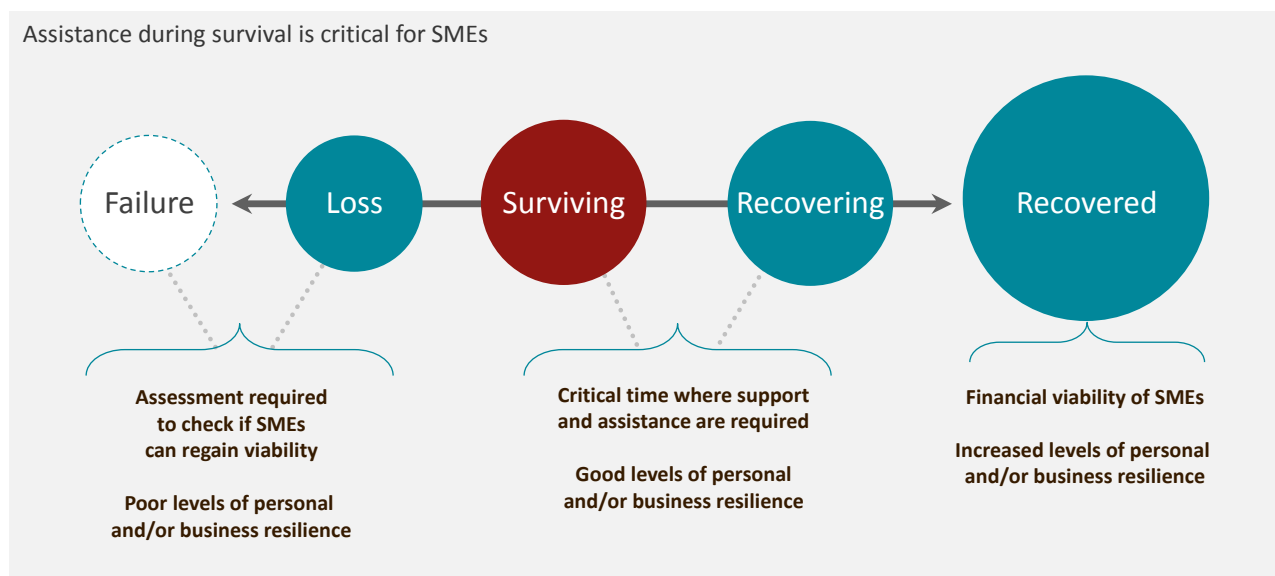 Assistance during survival is critical for SMEs
Failure
Loss
Surviving
Recovering
Recovered
Assessment required
to check if SMEs
can regain viability
Poor levels of personal
and/or business resilience
Critical time where support
and assistance are required
Good levels of personal
and/or business resilience
Financial viability of SMEs
Increased levels of personal
and/or business resilience